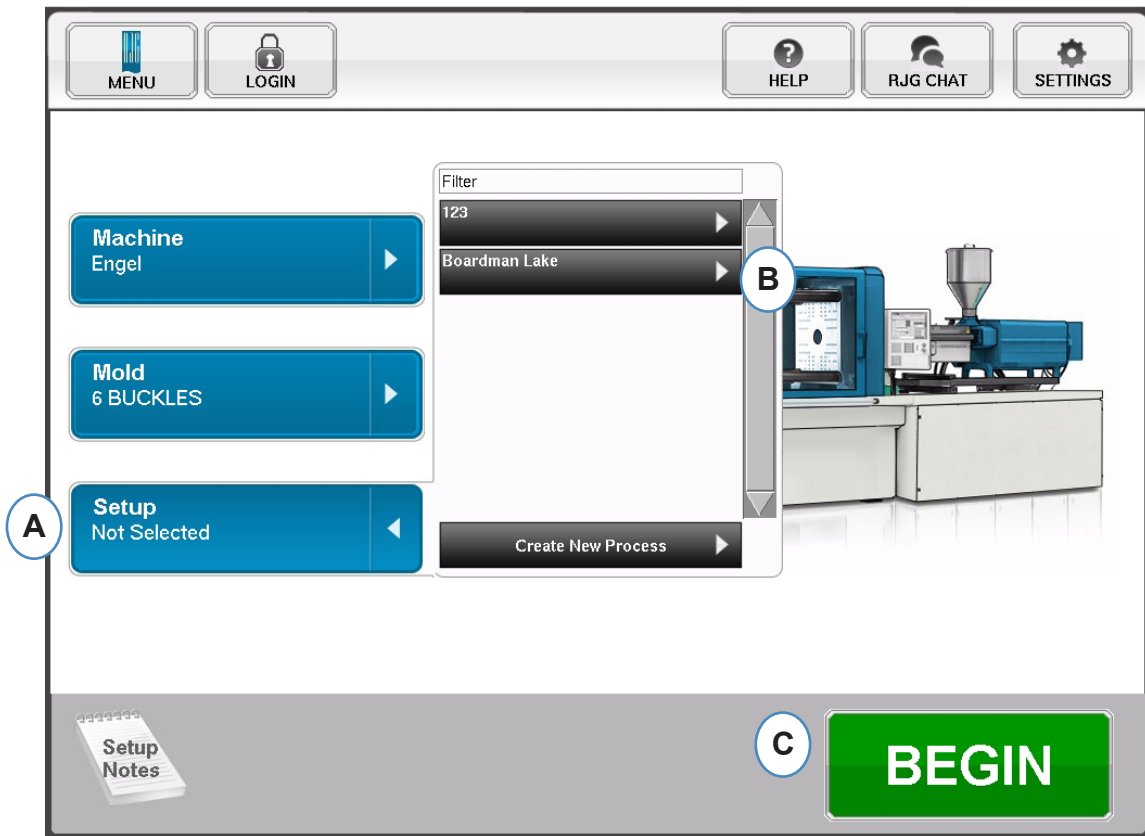 MENU
LOGIN
HELP
RJG CHAT
SETTINGS
Filter
123
Boardman Lake
B
Machine
Engel
Mold
6 BUCKLES
A
Setup
Not Selected
Create New Process
Setup
Notes
C
BEGIN